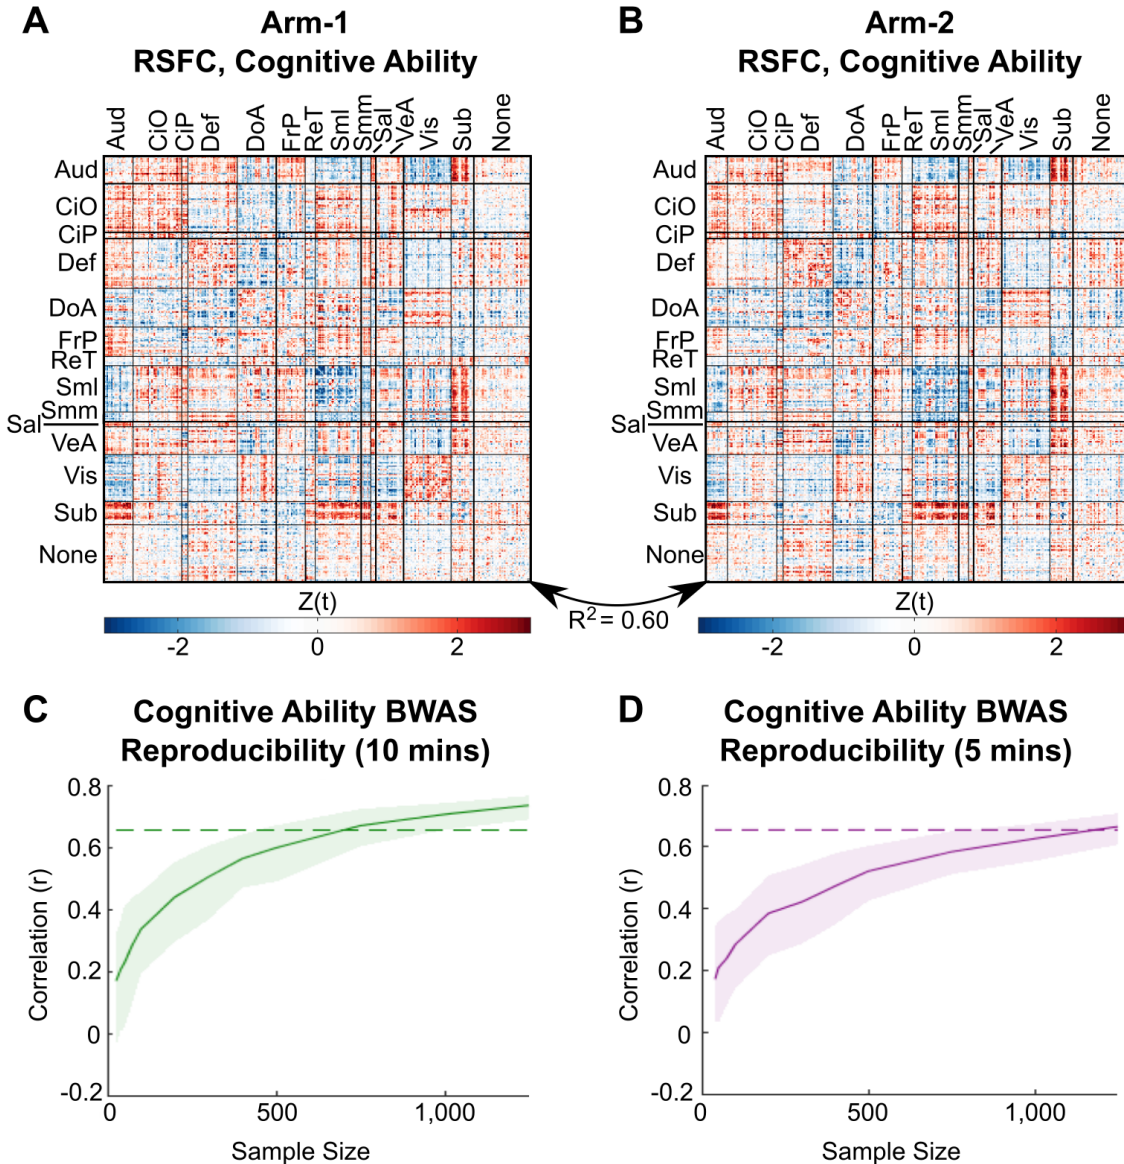 A
Arm-1
RSFC, Cognitive Ability
Aud CiO CiP Def DoA FrP ReT Sml Smm Sal VeA Vis Sub None
Aud
CiO
CiP
Def
DoA
FrP
ReT
Sml
Smm
Sal
VeA
Vis
Sub
None
Z(t)
-2 0 2
B
Arm-2
RSFC, Cognitive Ability
Aud CiO CiP Def DoA FrP ReT Sml Smm Sal VeA Vis Sub None
Aud
CiO
CiP
Def
DoA
FrP
ReT
Sml
Smm
Sal
VeA
Vis
Sub
None
Z(t)
-2 0 2
R² = 0.60
C
Cognitive Ability BWAS
Reproducibility (10 mins)
Correlation (r)
0.8
0.6
0.4
0.2
0
-0.2
0 500 1,000
Sample Size
D
Cognitive Ability BWAS
Reproducibility (5 mins)
Correlation (r)
0.8
0.6
0.4
0.2
0
-0.2
0 500 1,000
Sample Size